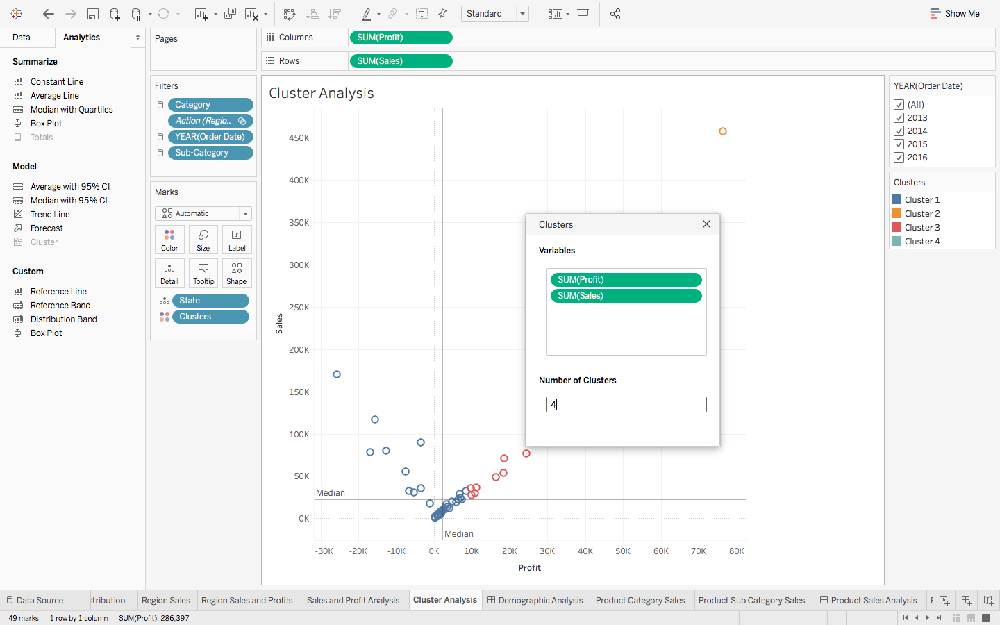 Standard
Show Me
Data
Analytics
Pages
Columns
SUM(Profit)
Rows
SUM(Sales)
Summarize
Constant Line
Average Line
Median with Quartiles
Box Plot
Totals
Model
Average with 95% CI
Median with 95% CI
Trend Line
Forecast
Cluster
Custom
Reference Line
Reference Band
Distribution Band
Box Plot
Filters
Category
Action (Regio..
YEAR(Order Date)
Sub-Category
Marks
Automatic
Color
Size
Label
Detail
Tooltip
Shape
State
Clusters
Cluster Analysis
450K
400K
350K
300K
250K
200K
150K
100K
50K
0K
Sales
Median
Median
-30K
-20K
-10K
0K
10K
20K
30K
40K
50K
60K
70K
80K
Profit
Clusters
Variables
SUM(Profit)
SUM(Sales)
Number of Clusters
4
YEAR(Order Date)
(All)
2013
2014
2015
2016
Clusters
Cluster 1
Cluster 2
Cluster 3
Cluster 4
Data Source
stribution
Region Sales
Region Sales and Profits
Sales and Profit Analysis
Cluster Analysis
Demographic Analysis
Product Category Sales
Product Sub Category Sales
Product Sales Analysis
49 marks
1 row by 1 column
SUM(Profit): 286,397